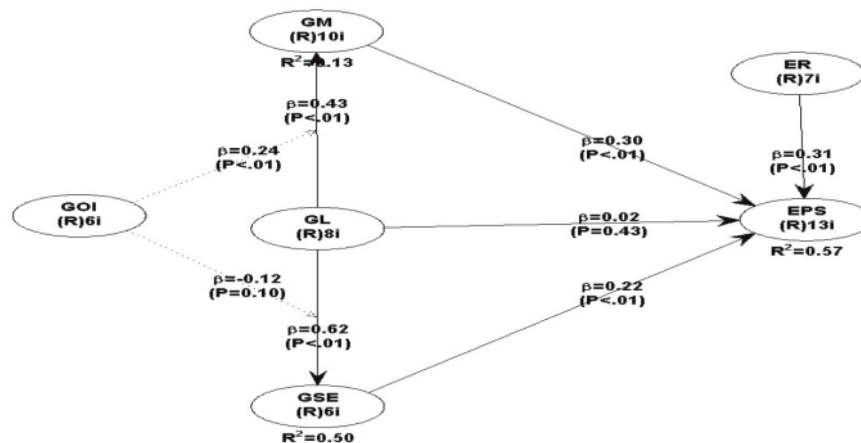 GM
(R)10i
R²=0.13
ER
(R)7i
β=0.43
(P<.01)
β=0.24
(P<.01)
β=0.30
(P<.01)
β=0.31
(P<.01)
GOI
(R)6i
GL
(R)8i
β=0.02
(P=0.43)
EPS
(R)13i
R²=0.57
β=-0.12
(P=0.10)
β=0.62
(P<.01)
β=0.22
(P<.01)
GSE
(R)6i
R²=0.50